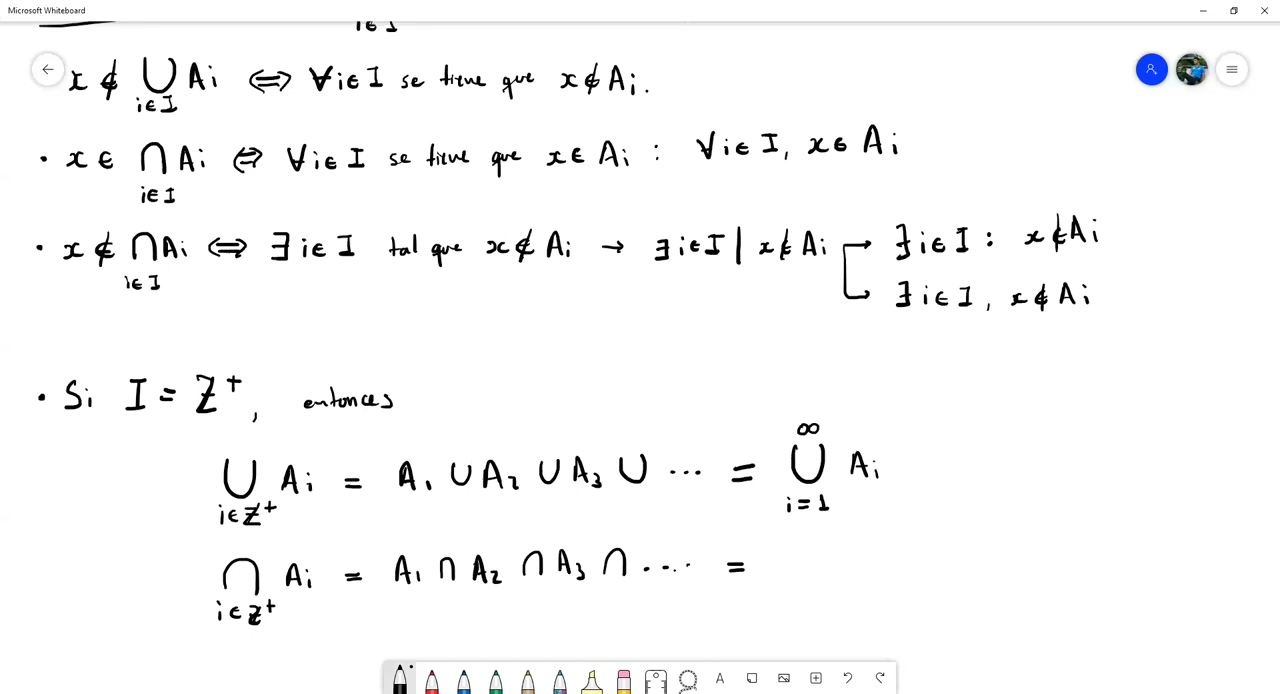 Microsoft Whiteboard
i∈I
x ∉ ⋃ Ai ⟺ ∀i∈I se tiene que x∉Ai.
i∈I
• x ∈ ⋂ Ai ⟺ ∀i∈I se tiene que x∈Ai : ∀i∈I, x∈Ai
i∈I
• x ∉ ⋂ Ai ⟺ ∃i∈I tal que x∉Ai → ∃i∈I | x∉Ai → ∃i∈I : x∉Ai
i∈I
→ ∃i∈I, x∉Ai
• Si I = Z⁺, entonces
∞
⋃ Ai = A₁ ∪ A₂ ∪ A₃ ∪ ... = ⋃ Ai
i∈Z⁺ i=1
⋂ Ai = A₁ ∩ A₂ ∩ A₃ ∩ .... =
i∈Z⁺
A